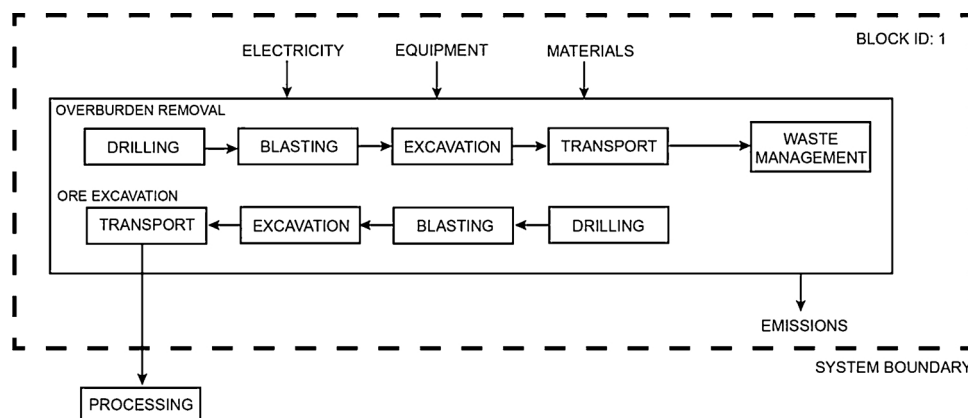 BLOCK ID: 1
ELECTRICITY
EQUIPMENT
MATERIALS
OVERBURDEN REMOVAL
DRILLING
BLASTING
EXCAVATION
TRANSPORT
WASTE
MANAGEMENT
ORE EXCAVATION
TRANSPORT
EXCAVATION
BLASTING
DRILLING
EMISSIONS
SYSTEM BOUNDARY
PROCESSING